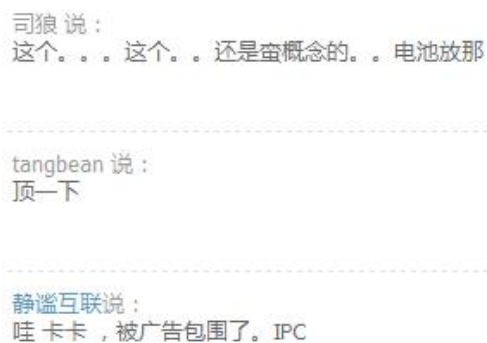 司狼 说：
这个。。。这个。。还是蛮概念的。。电池放那
tangbean 说：
顶一下
静谧互联说：
哇 卡卡 ，被广告包围了。IPC